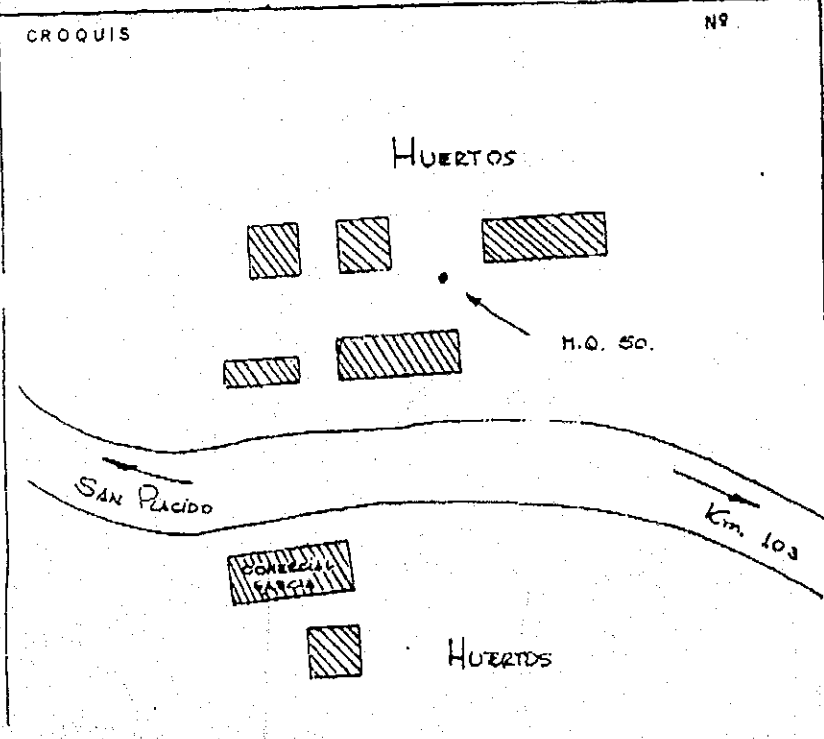 CROQUIS
Nº
HUERTOS
M.Q. 50.
SAN PLACIDO
Km. 103
COMERCIAL
GARCIA
HUERTOS